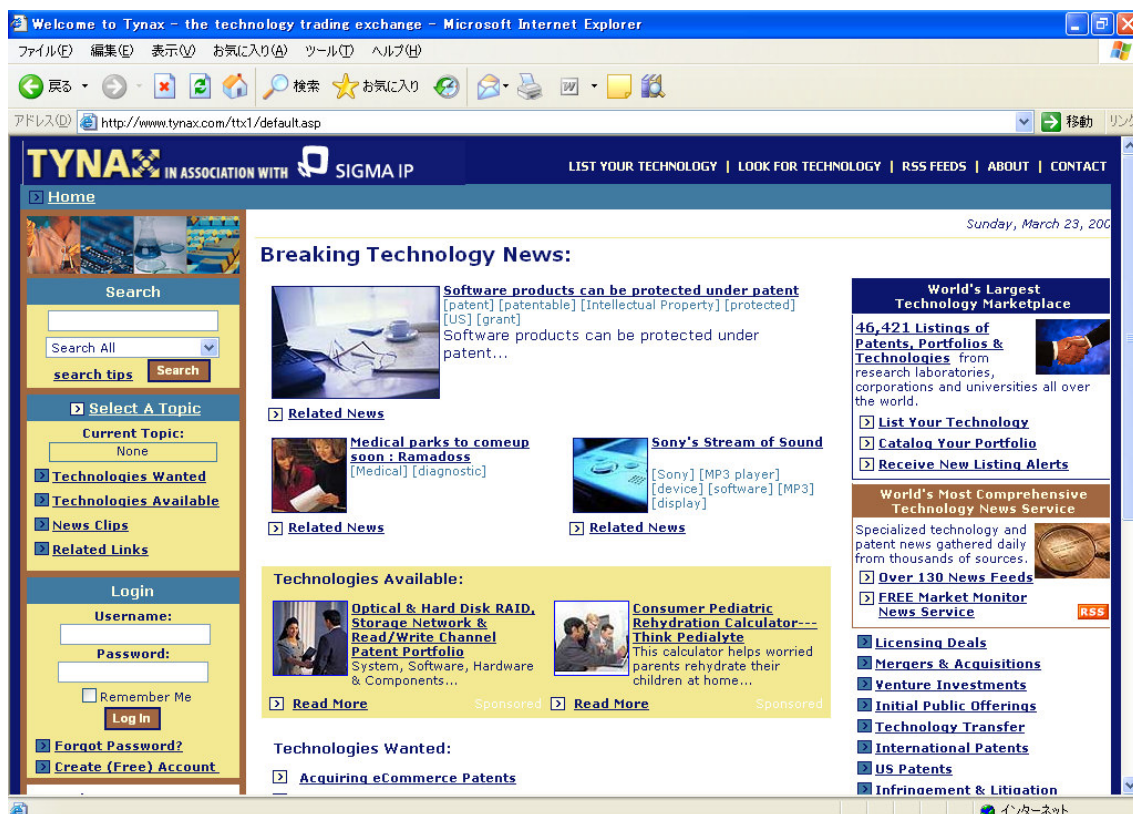 Welcome to Tynax - the technology trading exchange - Microsoft Internet Explorer
ファイル(F) 編集(E) 表示(V) お気に入り(A) ツール(T) ヘルプ(H)
戻る 検索 お気に入り
アドレス(D) http://www.tynax.com/ttx1/default.asp 移動 リンク
TYNAX IN ASSOCIATION WITH SIGMA IP
LIST YOUR TECHNOLOGY | LOOK FOR TECHNOLOGY | RSS FEEDS | ABOUT | CONTACT
Home
Sunday, March 23, 200
Search
Search All
search tips Search
Select A Topic
Current Topic:
None
Technologies Wanted
Technologies Available
News Clips
Related Links
Login
Username:
Password:
Remember Me
Log In
Forgot Password?
Create (Free) Account
Breaking Technology News:
Software products can be protected under patent
[patent] [patentable] [Intellectual Property] [protected]
[US] [grant]
Software products can be protected under
patent...
Related News
Medical parks to comeup
soon : Ramadoss
[Medical] [diagnostic]
Related News
Sony's Stream of Sound
[Sony] [MP3 player]
[device] [software] [MP3]
[display]
Related News
Technologies Available:
Optical & Hard Disk RAID,
Storage Network &
Read/Write Channel
Patent Portfolio
System, Software, Hardware
& Components...
Read More Sponsored
Consumer Pediatric
Rehydration Calculator---
Think Pedialyte
This calculator helps worried
parents rehydrate their
children at home...
Read More Sponsored
Technologies Wanted:
Acquiring eCommerce Patents
World's Largest
Technology Marketplace
46,421 Listings of
Patents, Portfolios &
Technologies from
research laboratories,
corporations and universities all over
the world.
List Your Technology
Catalog Your Portfolio
Receive New Listing Alerts
World's Most Comprehensive
Technology News Service
Specialized technology and
patent news gathered daily
from thousands of sources.
Over 130 News Feeds
FREE Market Monitor
News Service RSS
Licensing Deals
Mergers & Acquisitions
Venture Investments
Initial Public Offerings
Technology Transfer
International Patents
US Patents
Infringement & Litigation
インターネット